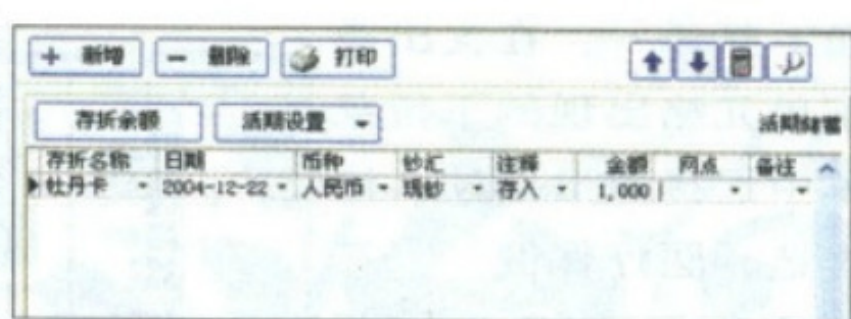 + 新增 - 删除 打印
存折余额 活期设置 活期储蓄
存折名称 日期 币种 钞汇 注释 金额 网点 备注
牡丹卡 2004-12-22 人民币 现钞 存入 1,000